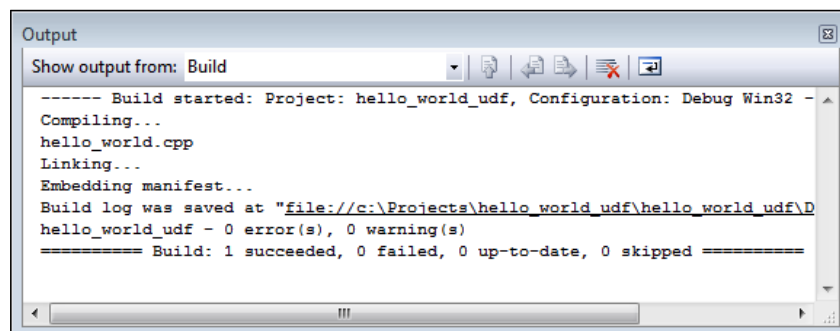 Output
Show output from: Build
------ Build started: Project: hello_world_udf, Configuration: Debug Win32 -
Compiling...
hello_world.cpp
Linking...
Embedding manifest...
Build log was saved at "file://c:\Projects\hello_world_udf\hello_world_udf\D
hello_world_udf - 0 error(s), 0 warning(s)
========== Build: 1 succeeded, 0 failed, 0 up-to-date, 0 skipped ==========